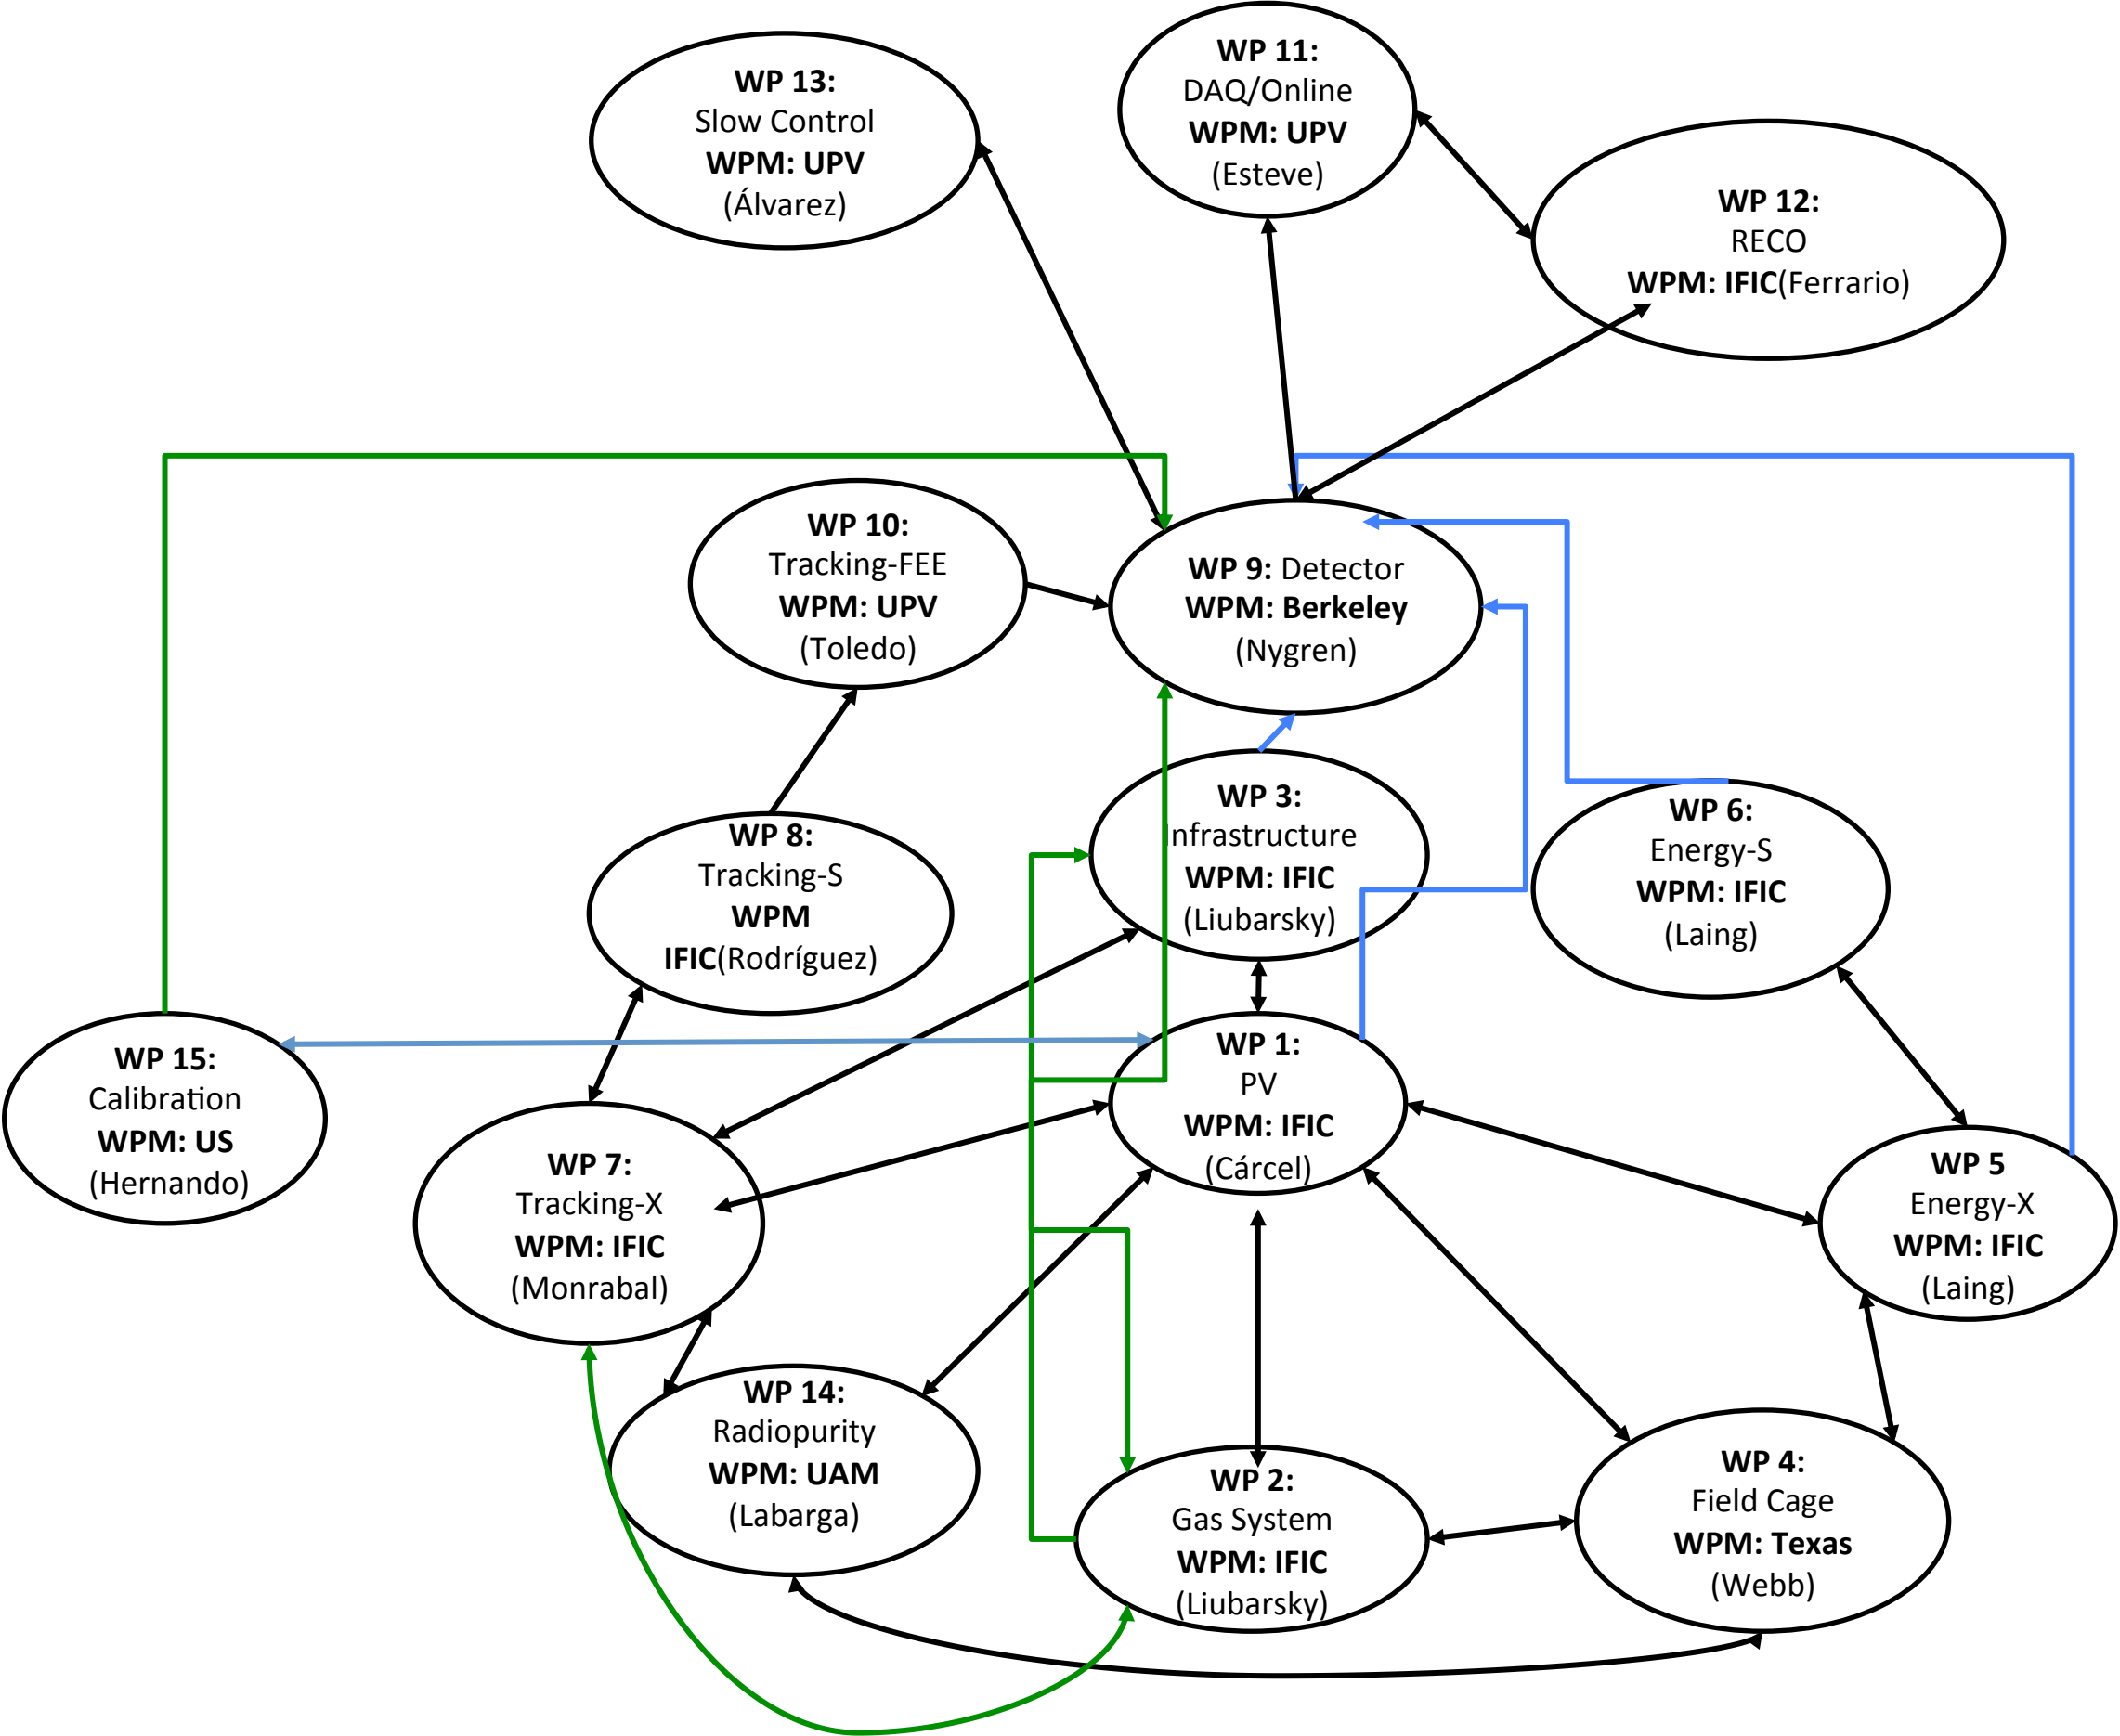 WP 11:
DAQ/Online
WPM: UPV
(Esteve)
WP 13:
Slow Control
WPM: UPV
(Álvarez)
WP 12:
RECO
WPM: IFIC(Ferrario)
WP 10:
Tracking-FEE
WPM: UPV
(Toledo)
WP 9: Detector
WPM: Berkeley
(Nygren)
WP 3:
Infrastructure
WPM: IFIC
(Liubarsky)
WP 6:
Energy-S
WPM: IFIC
(Laing)
WP 8:
Tracking-S
WPM
IFIC(Rodríguez)
WP 15:
Calibration
WPM: US
(Hernando)
WP 1:
PV
WPM: IFIC
(Cárcel)
WP 7:
Tracking-X
WPM: IFIC
(Monrabal)
WP 5
Energy-X
WPM: IFIC
(Laing)
WP 14:
Radiopurity
WPM: UAM
(Labarga)
WP 2:
Gas System
WPM: IFIC
(Liubarsky)
WP 4:
Field Cage
WPM: Texas
(Webb)